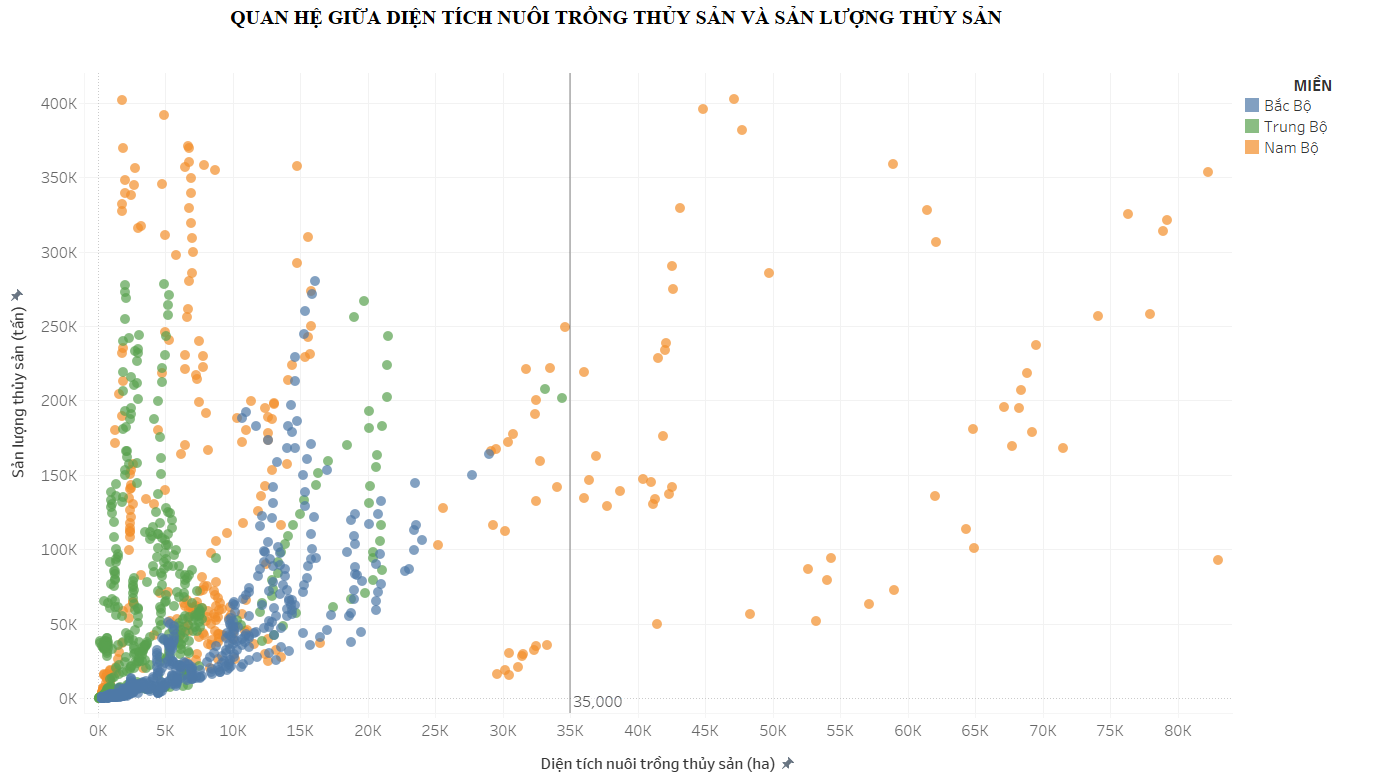 QUAN HỆ GIỮA DIỆN TÍCH NUÔI TRỒNG THỦY SẢN VÀ SẢN LƯỢNG THỦY SẢN
MIỀN
Bắc Bộ
Trung Bộ
Nam Bộ
400K
350K
300K
250K
200K
150K
100K
50K
0K
Sản lượng thủy sản (tấn)
35,000
0K 5K 10K 15K 20K 25K 30K 35K 40K 45K 50K 55K 60K 65K 70K 75K 80K
Diện tích nuôi trồng thủy sản (ha)